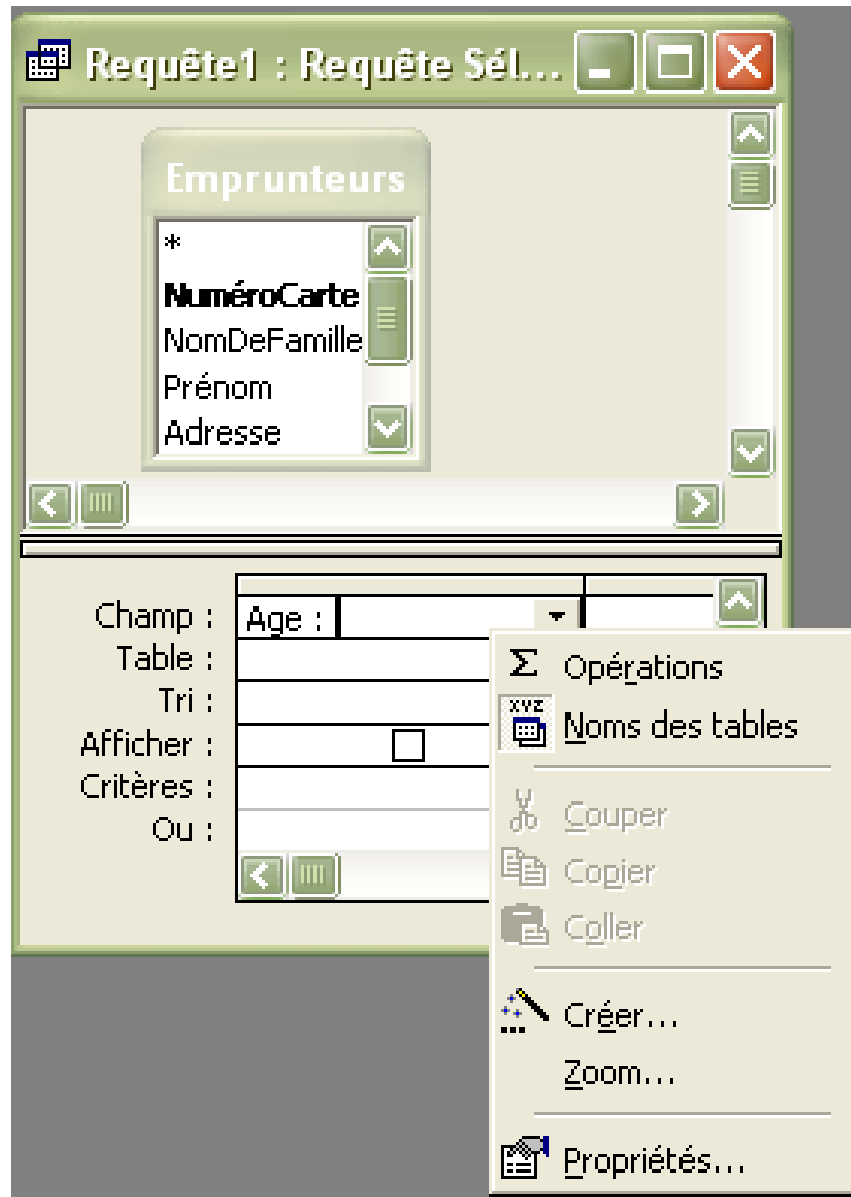 Requête1 : Requête Sél...
Emprunteurs
*
NuméroCarte
NomDeFamille
Prénom
Adresse
Champ : Age :
Table :
Tri :
Afficher :
Critères :
Ou :
Σ Opérations
XYZ Noms des tables
Couper
Copier
Coller
Créer...
Zoom...
Propriétés...